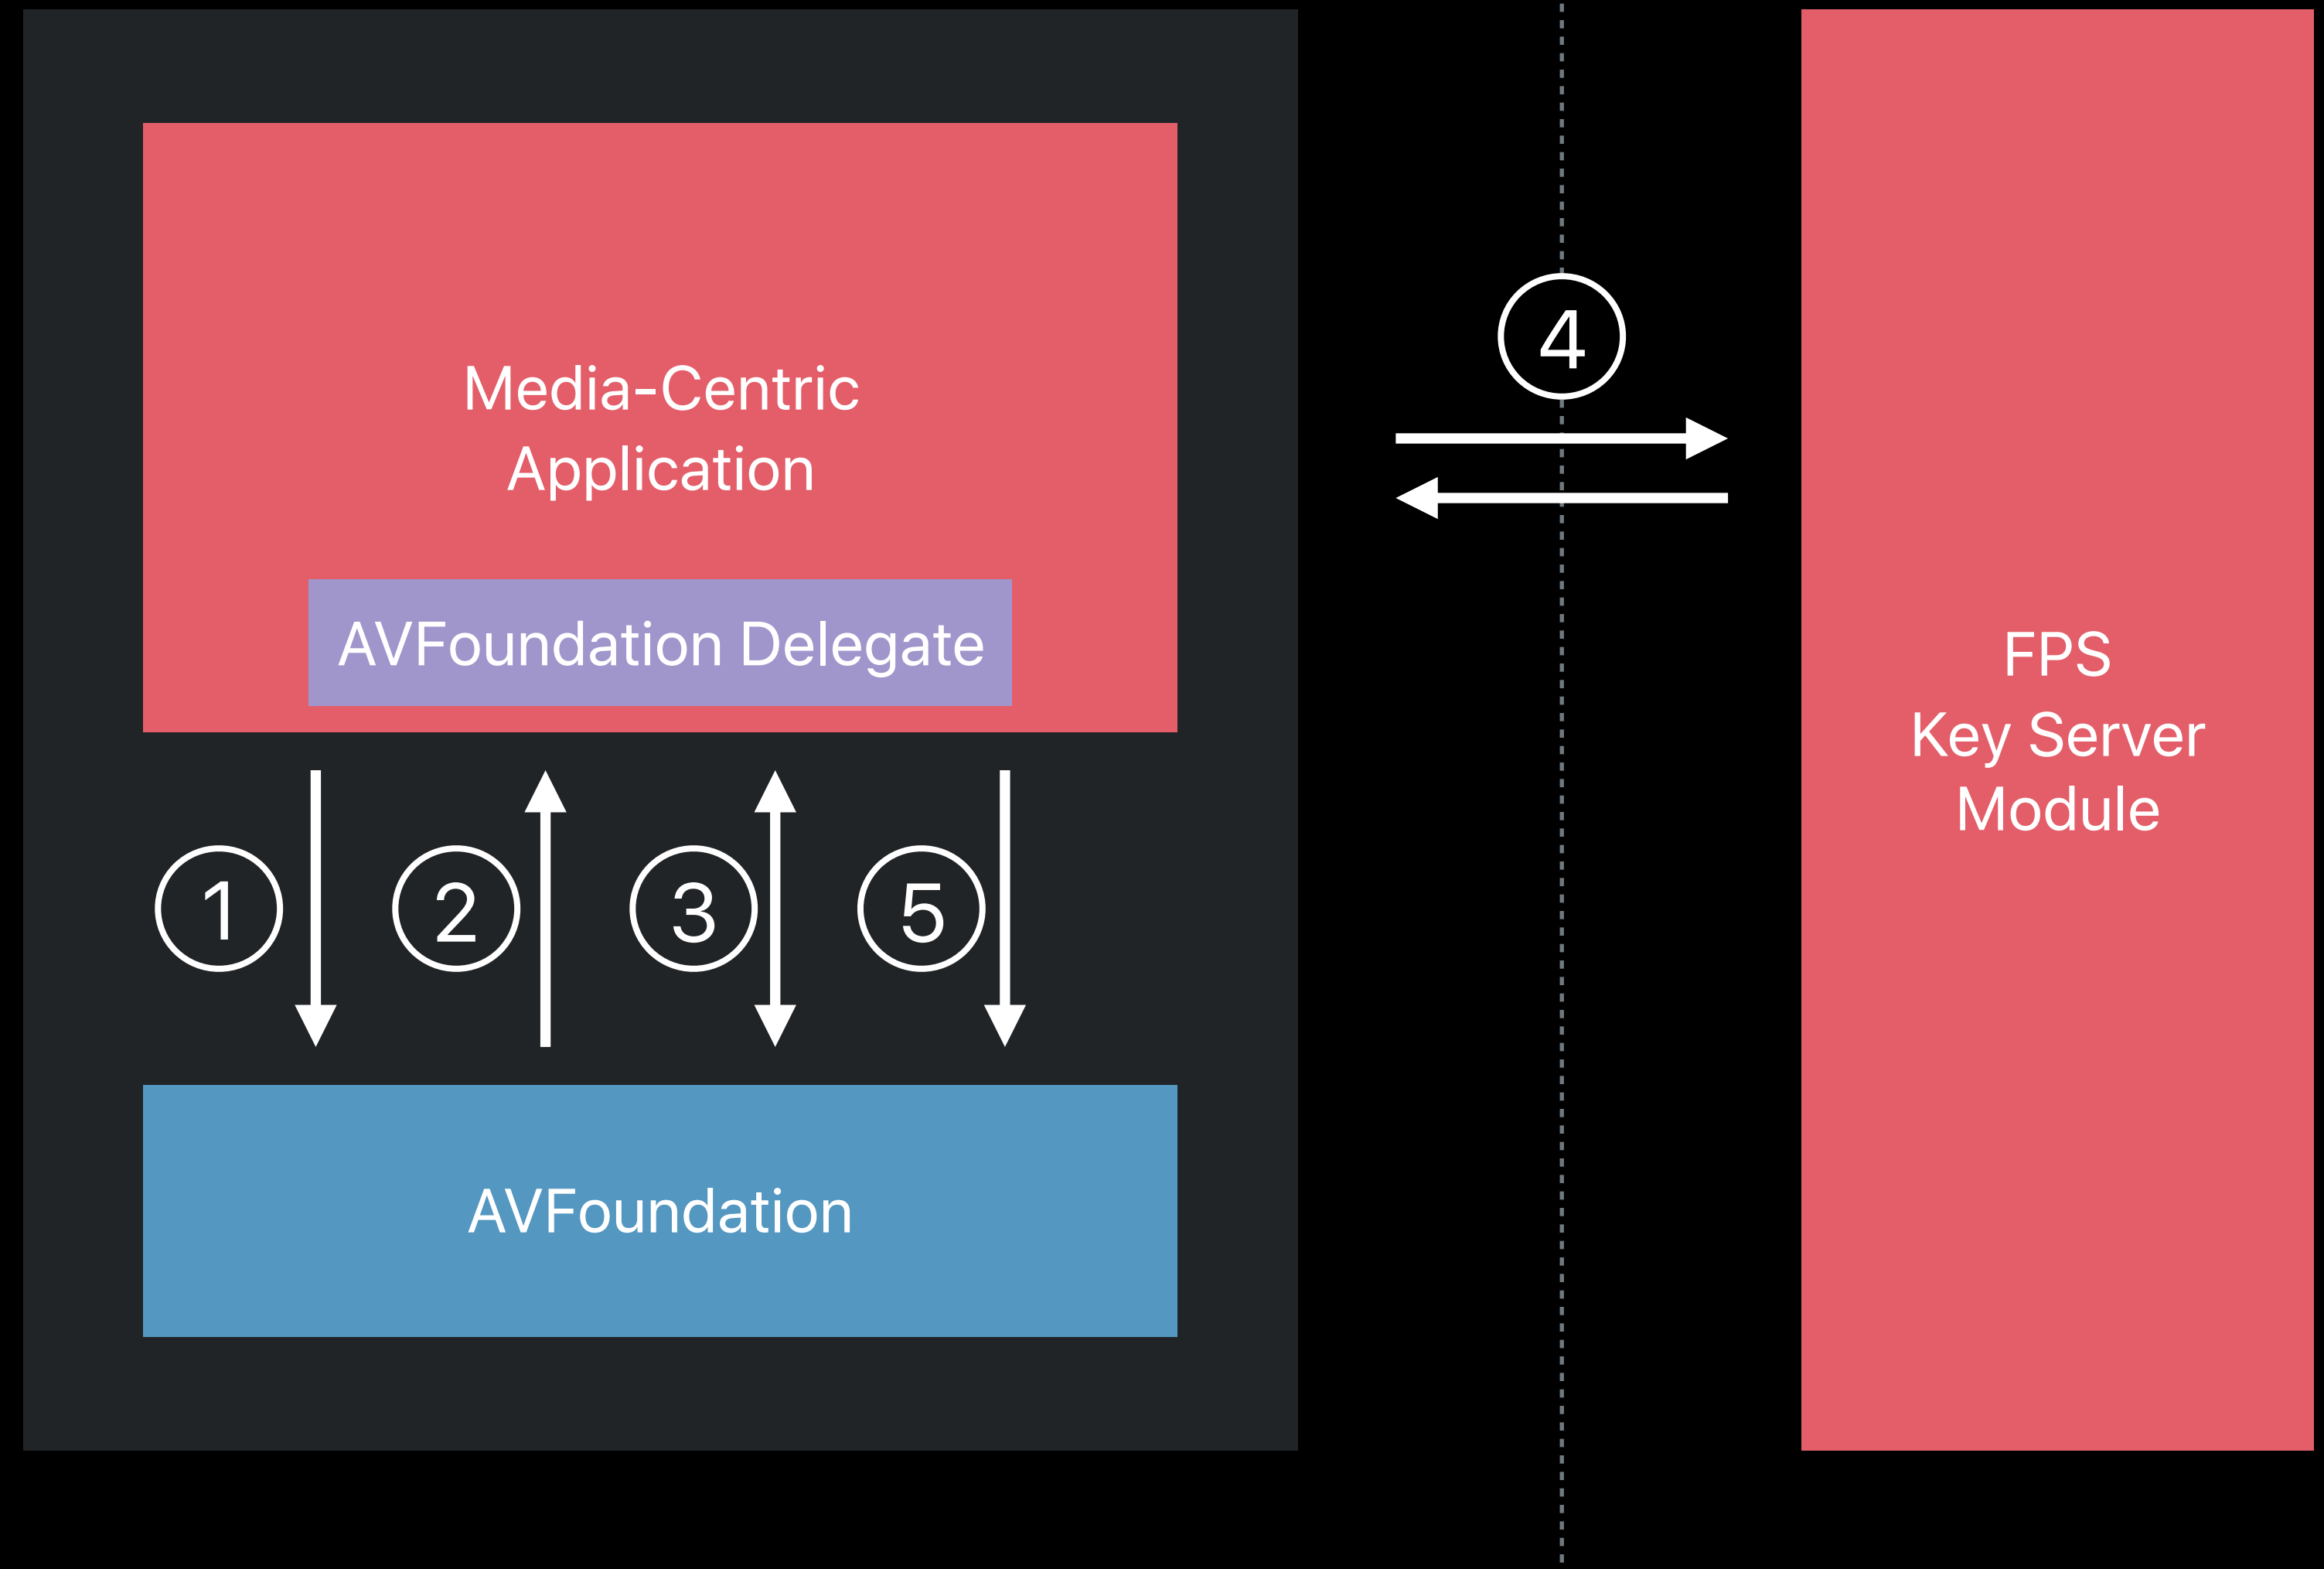 Media-Centric
Application
AVFoundation Delegate
1
2
3
5
AVFoundation
4
FPS
Key Server
Module